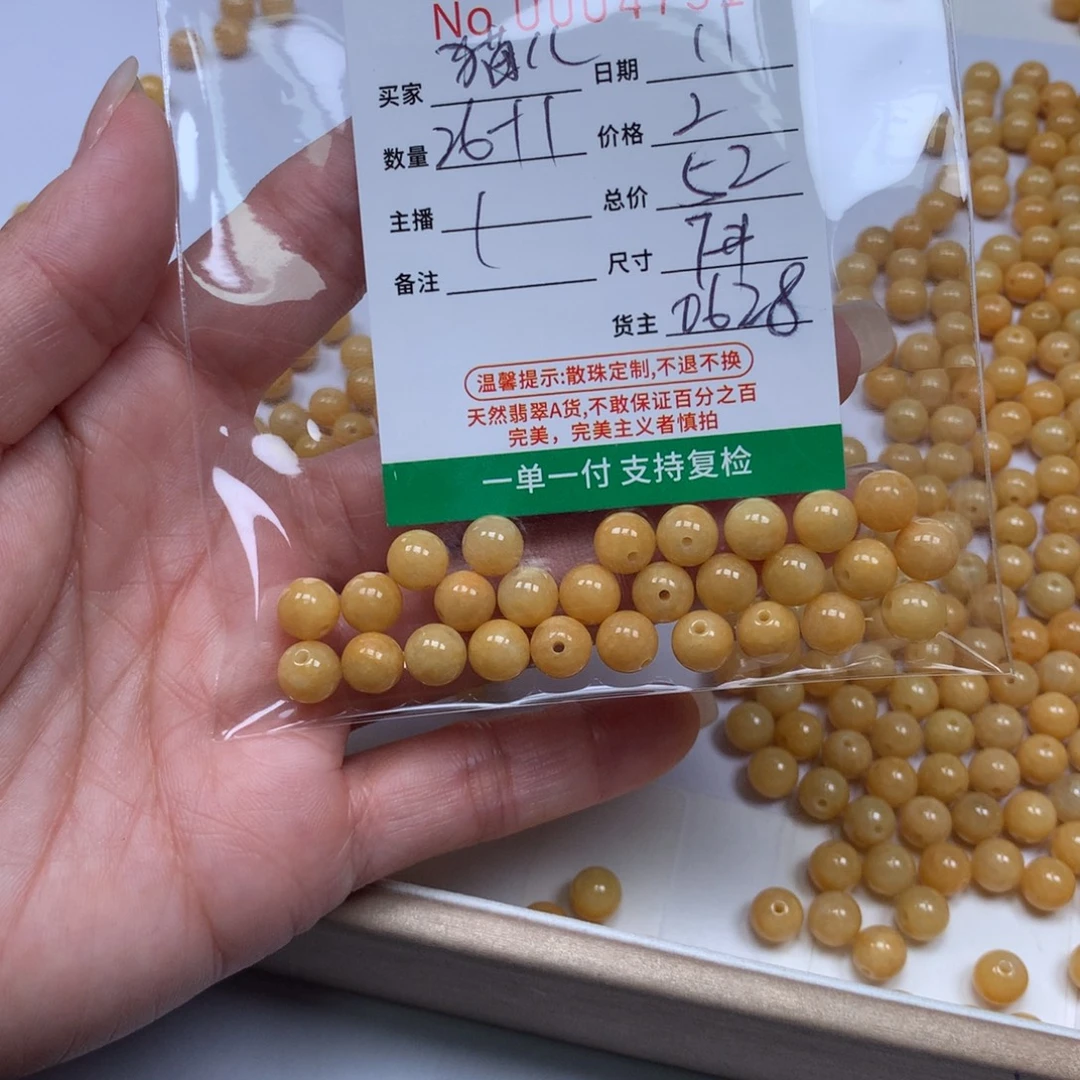 No 0004752
买家 猫儿 日期 11
数量 26+1 价格 2
主播 总价 52
备注 尺寸 7#
货主 D628
温馨提示:散珠定制,不退不换
天然翡翠A货,不敢保证百分之百
完美，完美主义者慎拍
一单一付 支持复检